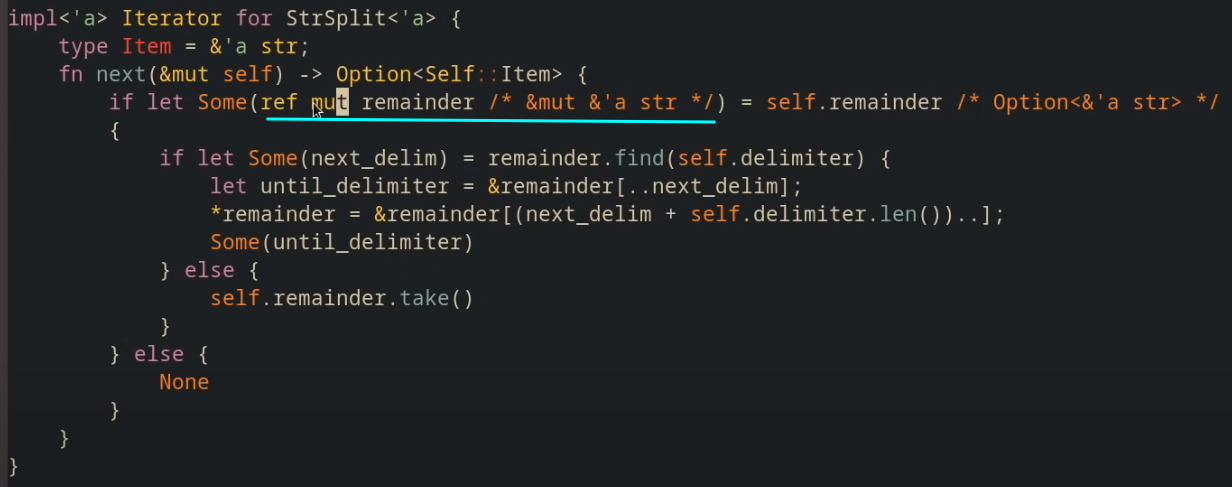 impl<'a> Iterator for StrSplit<'a> {
    type Item = &'a str;
    fn next(&mut self) -> Option<Self::Item> {
        if let Some(ref mut remainder /* &mut &'a str */) = self.remainder /* Option<&'a str> */
        {
            if let Some(next_delim) = remainder.find(self.delimiter) {
                let until_delimiter = &remainder[..next_delim];
                *remainder = &remainder[(next_delim + self.delimiter.len())..];
                Some(until_delimiter)
            } else {
                self.remainder.take()
            }
        } else {
            None
        }
    }
}